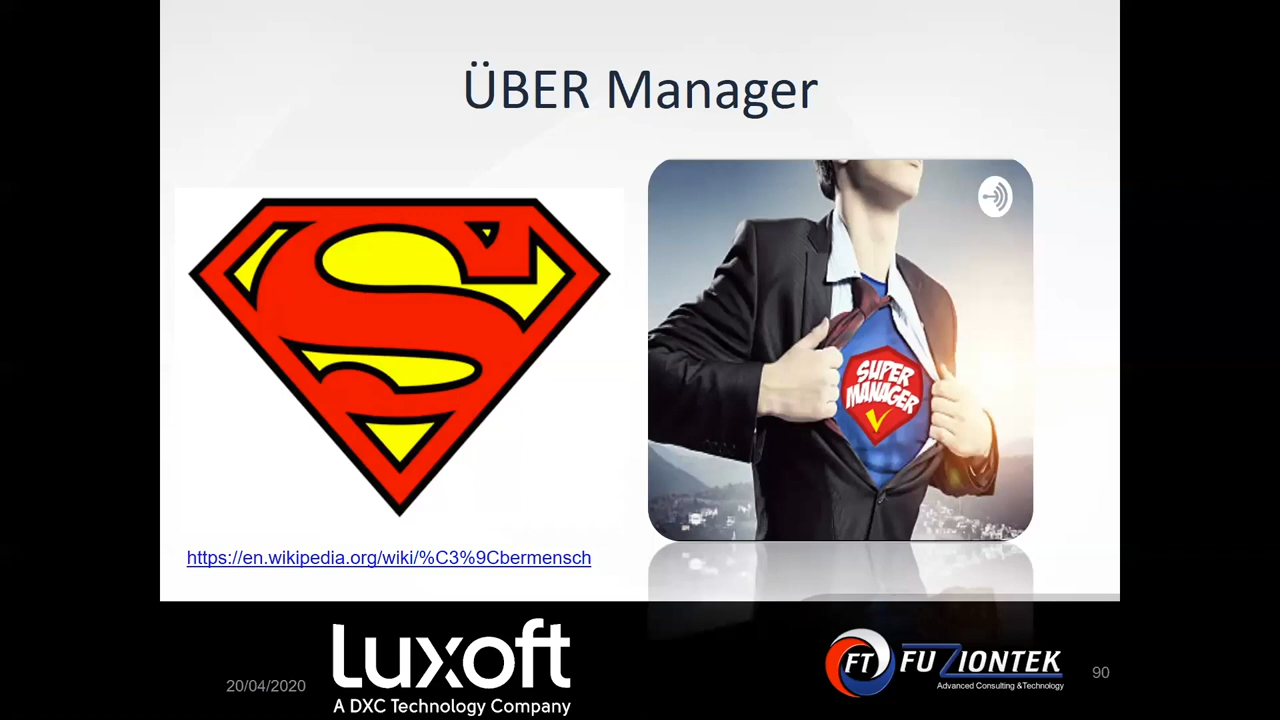 ÜBER Manager
SUPER
MANAGER
https://en.wikipedia.org/wiki/%C3%9Cbermensch
20/04/2020
Luxoft
A DXC Technology Company
FT
FUZIONTEK
Advanced Consulting &Technology
90